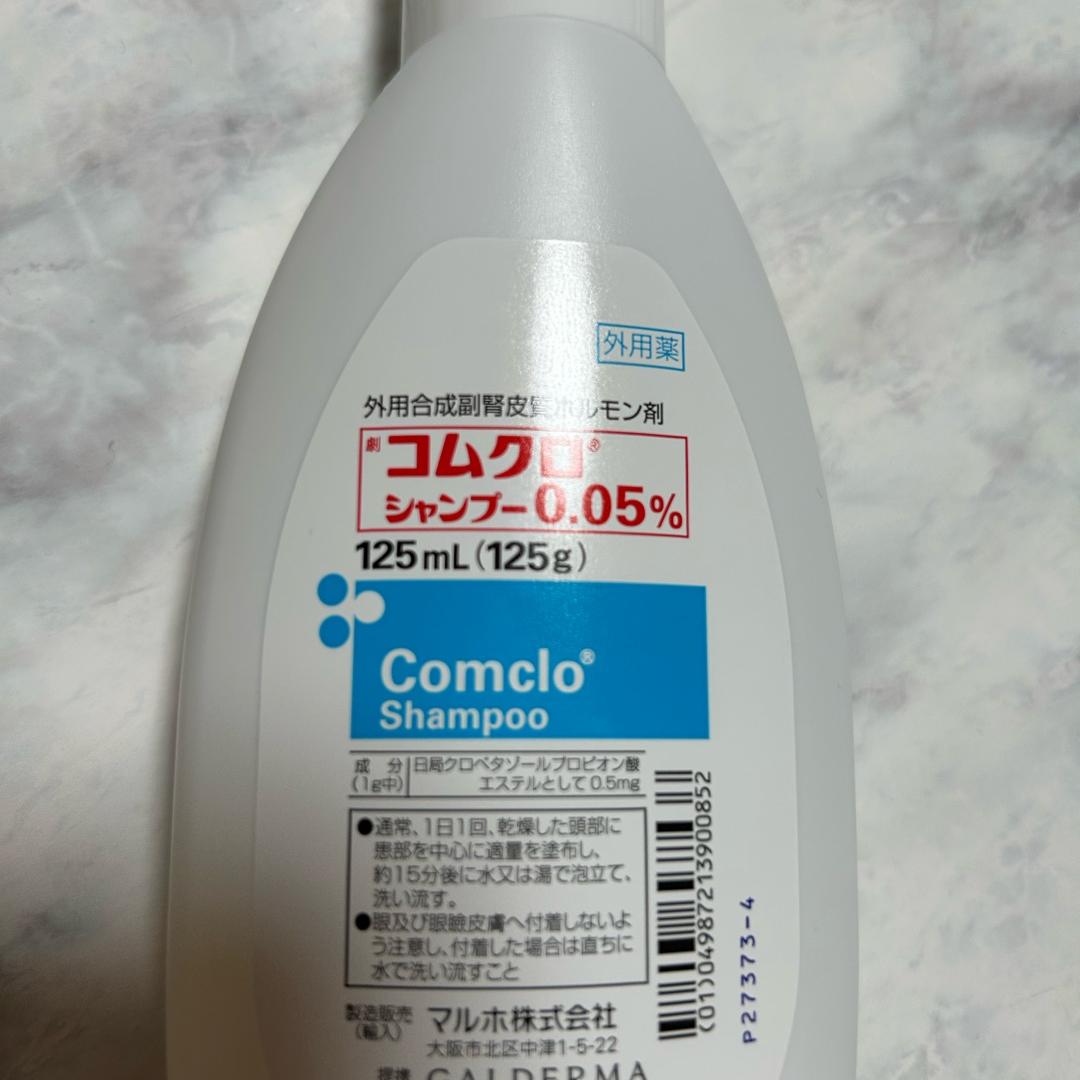 外用薬
外用合成副腎皮質ホルモン剤
劇 コムクロ®
シャンプー0.05%
125mL(125g)
Comclo®
Shampoo
成 分 日局クロベタゾールプロピオン酸
(1g中) エステルとして0.5mg
●通常、1日1回、乾燥した頭部に
患部を中心に適量を塗布し、
約15分後に水又は湯で泡立て、
洗い流す。
●眼及び眼瞼皮膚へ付着しないよ
う注意し、付着した場合は直ちに
水で洗い流すこと
(01)04987213900852
P27373-4
製造販売 マルホ株式会社
(輸入) 大阪市北区中津1-5-22
提携 GALDERMA